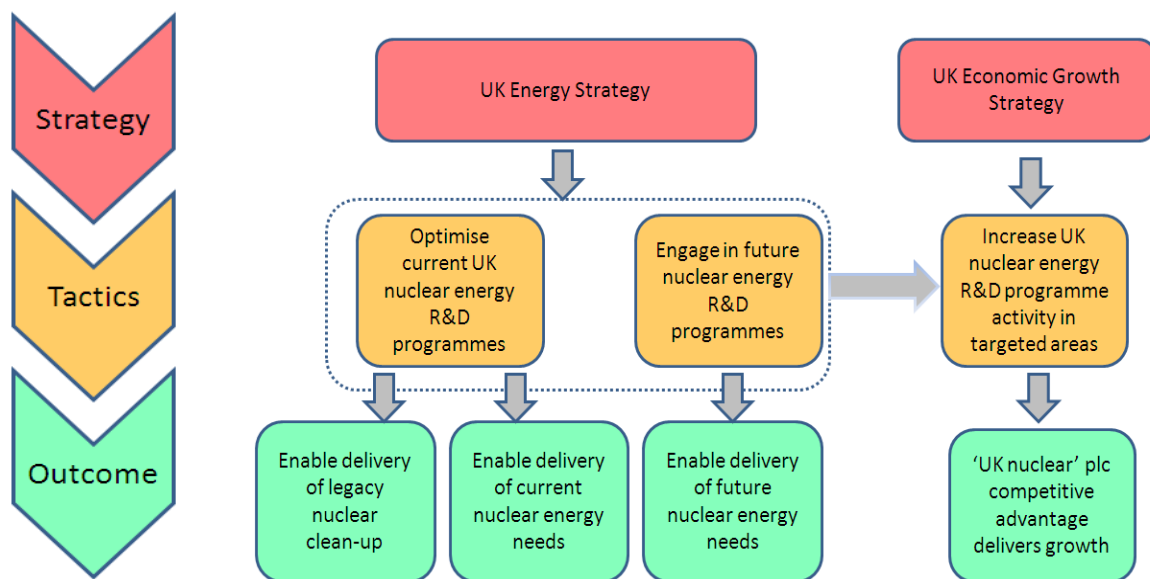 Strategy
UK Energy Strategy
UK Economic Growth
Strategy
Tactics
Optimise
current UK
nuclear energy
R&D
programmes
Engage in future
nuclear energy
R&D
programmes
Increase UK
nuclear energy
R&D programme
activity in
targeted areas
Outcome
Enable delivery
of legacy
nuclear
clean-up
Enable delivery
of current
nuclear energy
needs
Enable delivery
of future
nuclear energy
needs
‘UK nuclear’ plc
competitive
advantage
delivers growth